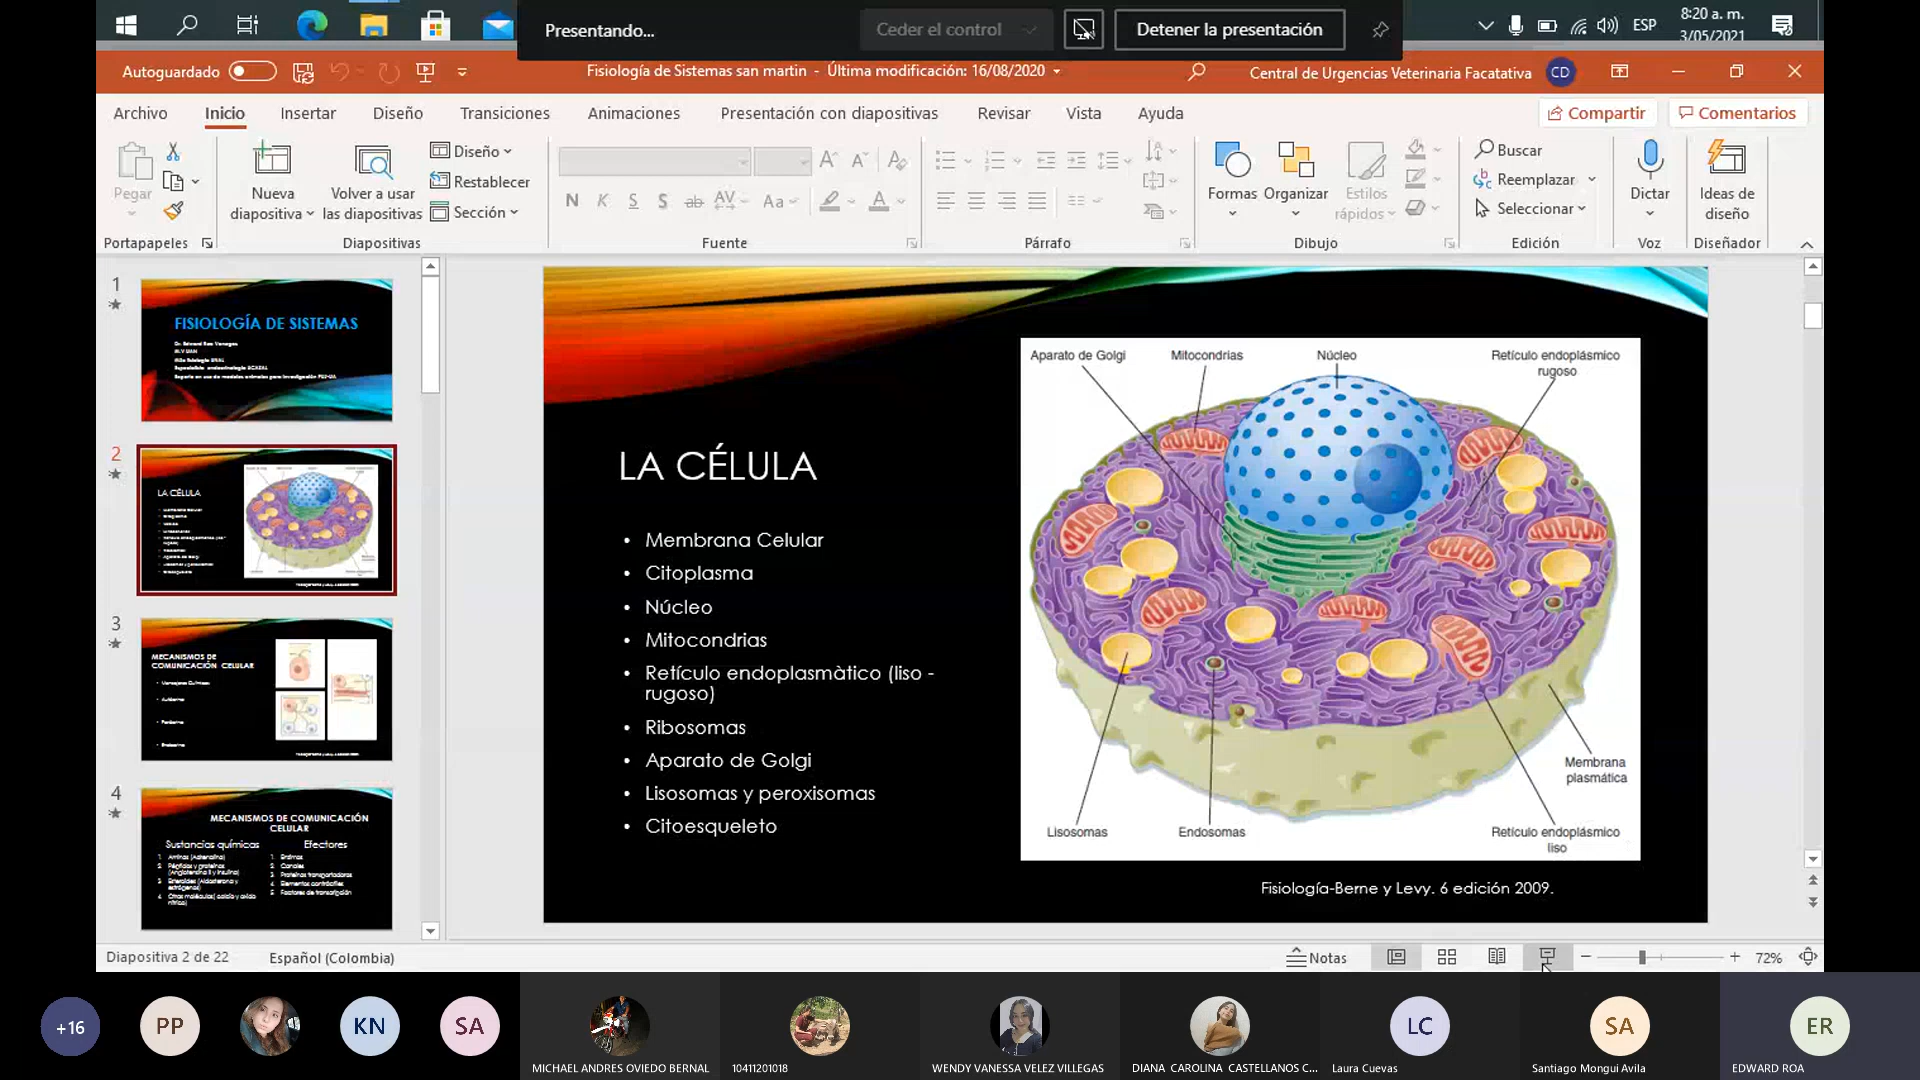 Presentando...
Ceder el control
Detener la presentación
ESP
8:20 a. m.
3/05/2021
Autoguardado
Fisiología de Sistemas san martin - Última modificación: 16/08/2020
Central de Urgencias Veterinaria Facatativa
CD
Archivo
Inicio
Insertar
Diseño
Transiciones
Animaciones
Presentación con diapositivas
Revisar
Vista
Ayuda
Compartir
Comentarios
Pegar
Nueva
diapositiva
Volver a usar
las diapositivas
Diseño
Restablecer
Sección
N K S S ab AV Aa A
Formas
Organizar
Estilos
rápidos
Buscar
Reemplazar
Seleccionar
Dictar
Ideas de
diseño
Portapapeles
Diapositivas
Fuente
Párrafo
Dibujo
Edición
Voz
Diseñador
1
FISIOLOGÍA DE SISTEMAS
2
LA CÉLULA
3
MECANISMOS DE
COMUNICACIÓN CELULAR
4
MECANISMOS DE COMUNICACIÓN
CELULAR
Sustancias químicas
Efectores
LA CÉLULA
• Membrana Celular
• Citoplasma
• Núcleo
• Mitocondrias
• Retículo endoplasmàtico (liso -
rugoso)
• Ribosomas
• Aparato de Golgi
• Lisosomas y peroxisomas
• Citoesqueleto
Aparato de Golgi
Mitocondrias
Núcleo
Retículo endoplásmico
rugoso
Membrana
plasmática
Lisosomas
Endosomas
Retículo endoplásmico
liso
Fisiología-Berne y Levy. 6 edición 2009.
Diapositiva 2 de 22
Español (Colombia)
Notas
72%
+16
PP
KN
SA
MICHAEL ANDRES OVIEDO BERNAL
10411201018
WENDY VANESSA VELEZ VILLEGAS
DIANA CAROLINA CASTELLANOS C...
LC
Laura Cuevas
SA
Santiago Mongui Avila
ER
EDWARD ROA